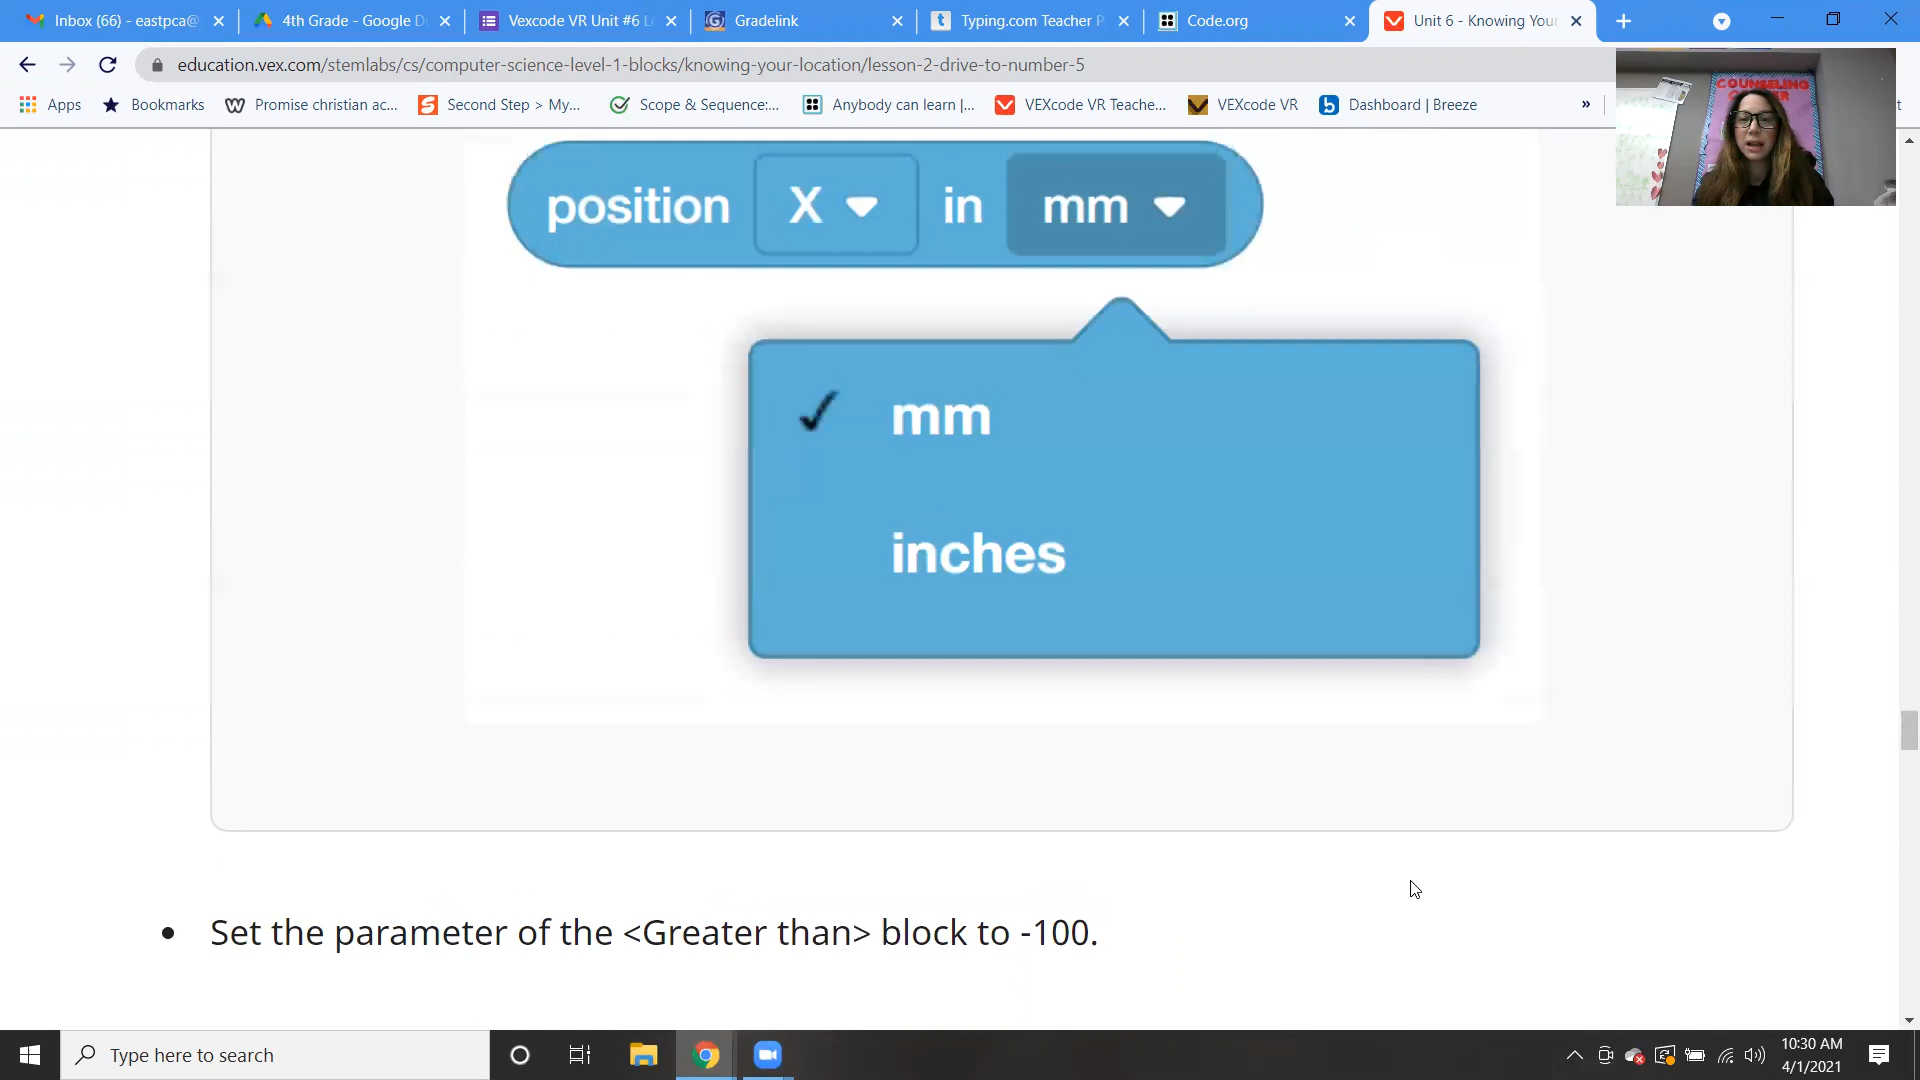 Inbox (66) - eastpca@
4th Grade - Google D
Vexcode VR Unit #6 L
Gradelink
Typing.com Teacher P
Code.org
Unit 6 - Knowing Your
education.vex.com/stemlabs/cs/computer-science-level-1-blocks/knowing-your-location/lesson-2-drive-to-number-5
Apps
Bookmarks
Promise christian ac...
Second Step > My...
Scope & Sequence:...
Anybody can learn |...
VEXcode VR Teache...
VEXcode VR
Dashboard | Breeze
»
COUNSELING
position X in mm
✓ mm
inches
• Set the parameter of the <Greater than> block to -100.
Type here to search
10:30 AM
4/1/2021